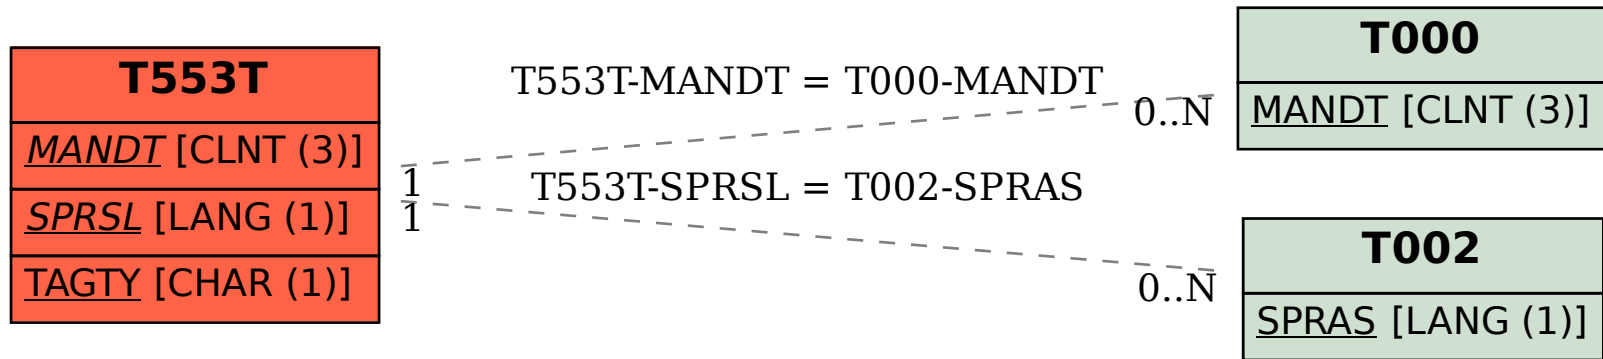 T553T
MANDT [CLNT (3)]
SPRSL [LANG (1)]
TAGTY [CHAR (1)]
T553T-MANDT = T000-MANDT
0..N
1
T553T-SPRSL = T002-SPRAS
1
0..N
T000
MANDT [CLNT (3)]
T002
SPRAS [LANG (1)]